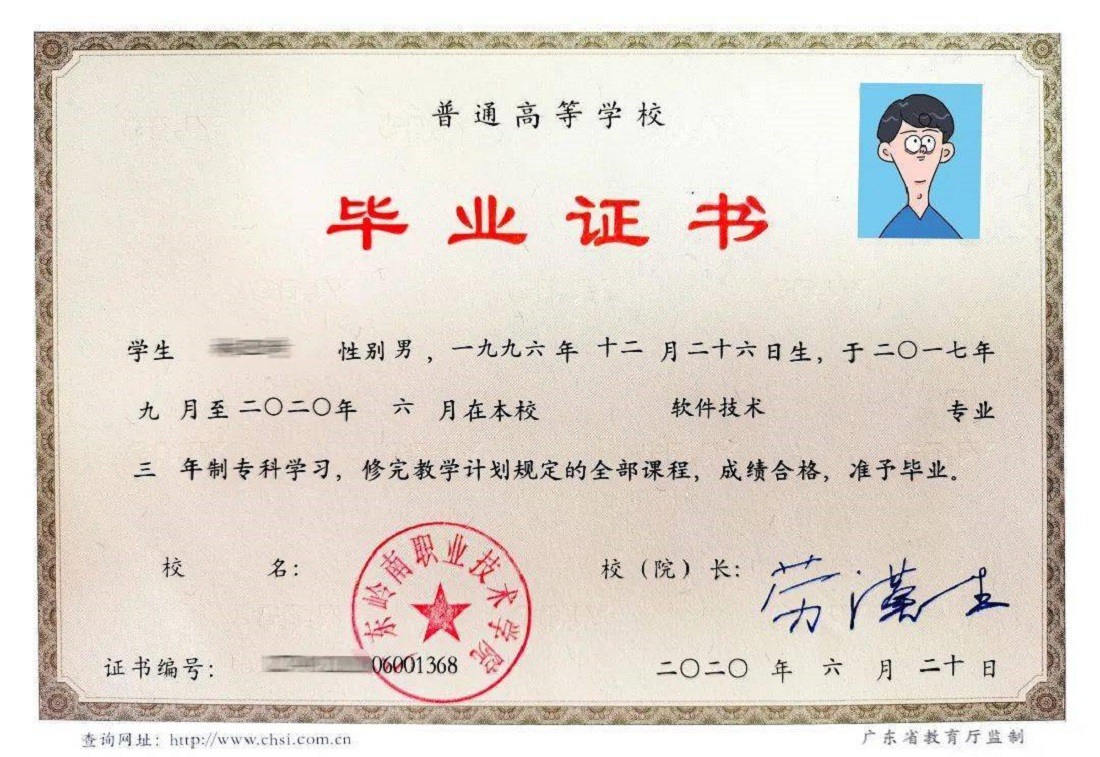 普通高等学校
毕业证书
学生 性别男，一九九六年十二月二十六日生，于二〇一七年
九月至二〇二〇年六月在本校 软件技术 专业
三年制专科学习，修完教学计划规定的全部课程，成绩合格，准予毕业。
校名：
东岭南职业技术学院
校（院）长：劳汉生
证书编号：06001368
二〇二〇年六月二十日
查询网址：http://www.chsi.com.cn
广东省教育厅监制